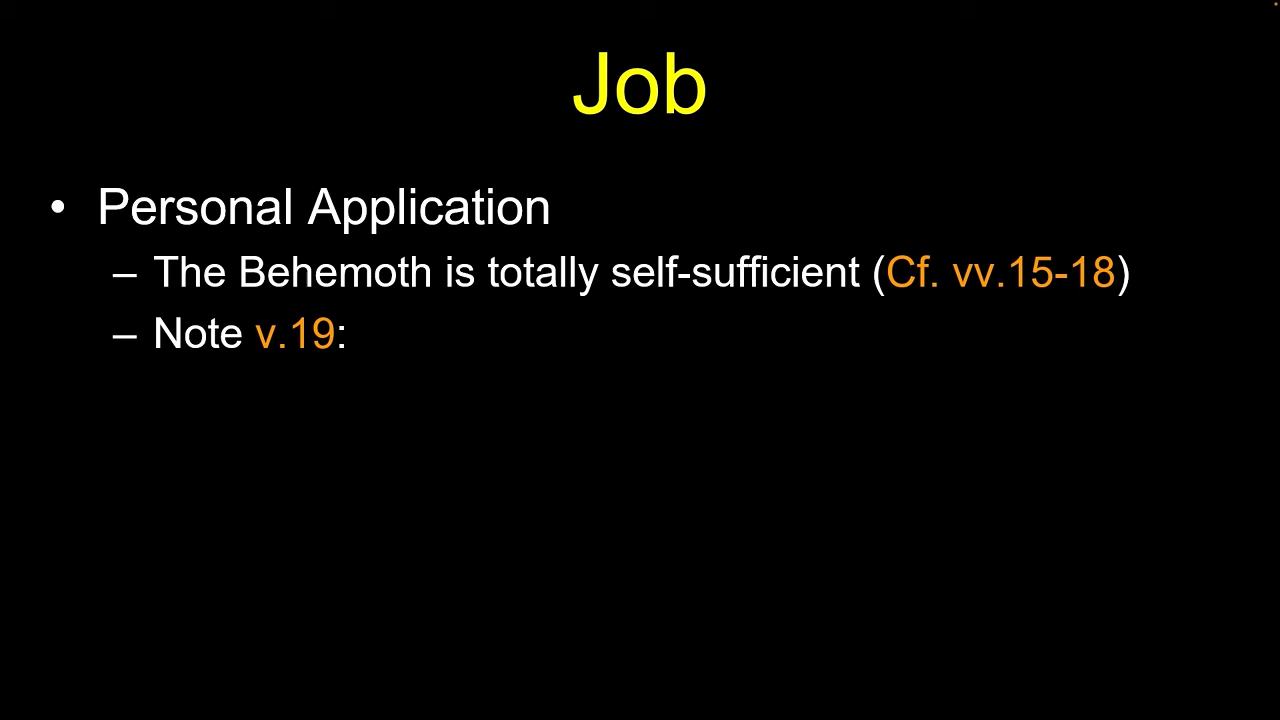 Job
• Personal Application
– The Behemoth is totally self-sufficient (Cf. vv.15-18)
– Note v.19: